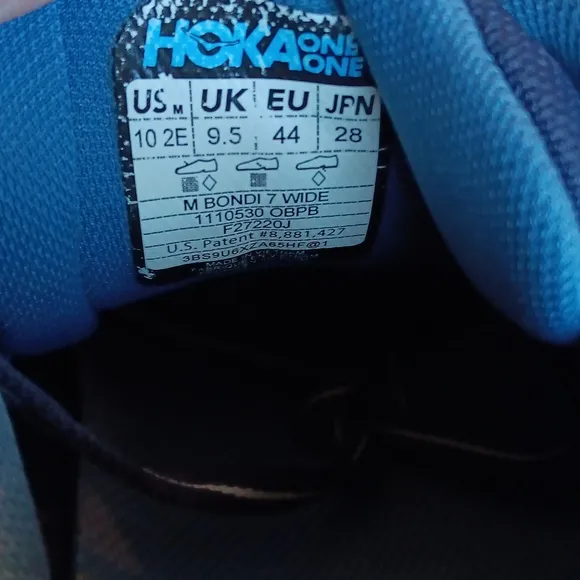 HOKA ONE ONE
US M UK EU JPN
10 2E 9.5 44 28
M BONDI 7 WIDE
1110530 OBPB
F27220J
U.S. Patent #8,881,427
3BS9U6XZA65HF@1